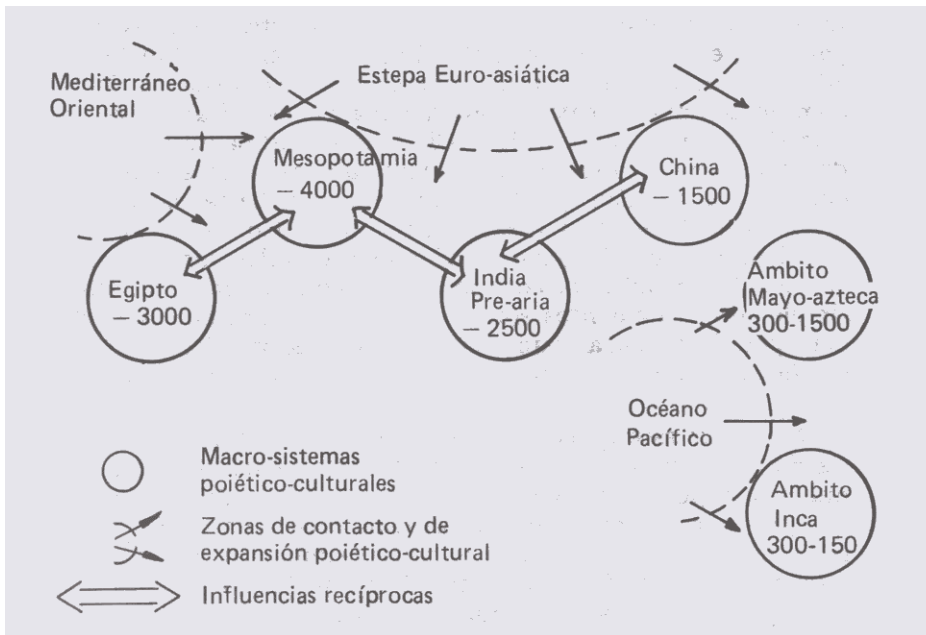 Mediterráneo
Oriental
Estepa Euro-asiática
Mesopotamia
– 4000
China
– 1500
Egipto
– 3000
India
Pre-aria
– 2500
Ambito
Mayo-azteca
300-1500
Océano
Pacífico
Ambito
Inca
300-150
Macro-sistemas
poiético-culturales
Zonas de contacto y de
expansión poiético-cultural
Influencias recíprocas